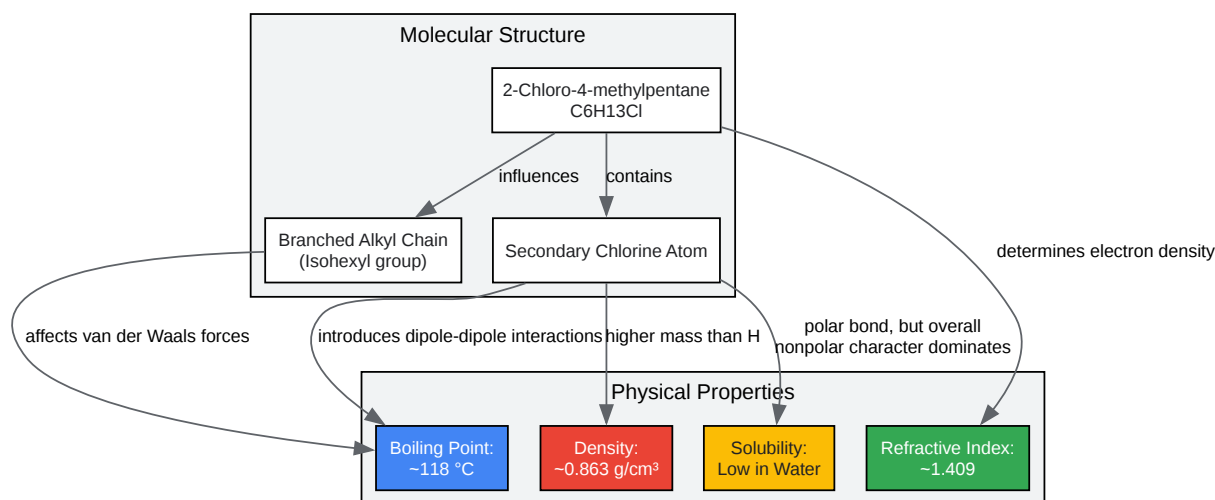 Molecular Structure
2-Chloro-4-methylpentane
C6H13Cl
influences
contains
Branched Alkyl Chain
(Isohexyl group)
Secondary Chlorine Atom
determines electron density
affects van der Waals forces
introduces dipole-dipole interactions
higher mass than H
polar bond, but overall
nonpolar character dominates
Physical Properties
Boiling Point:
~118 °C
Density:
~0.863 g/cm³
Solubility:
Low in Water
Refractive Index:
~1.409